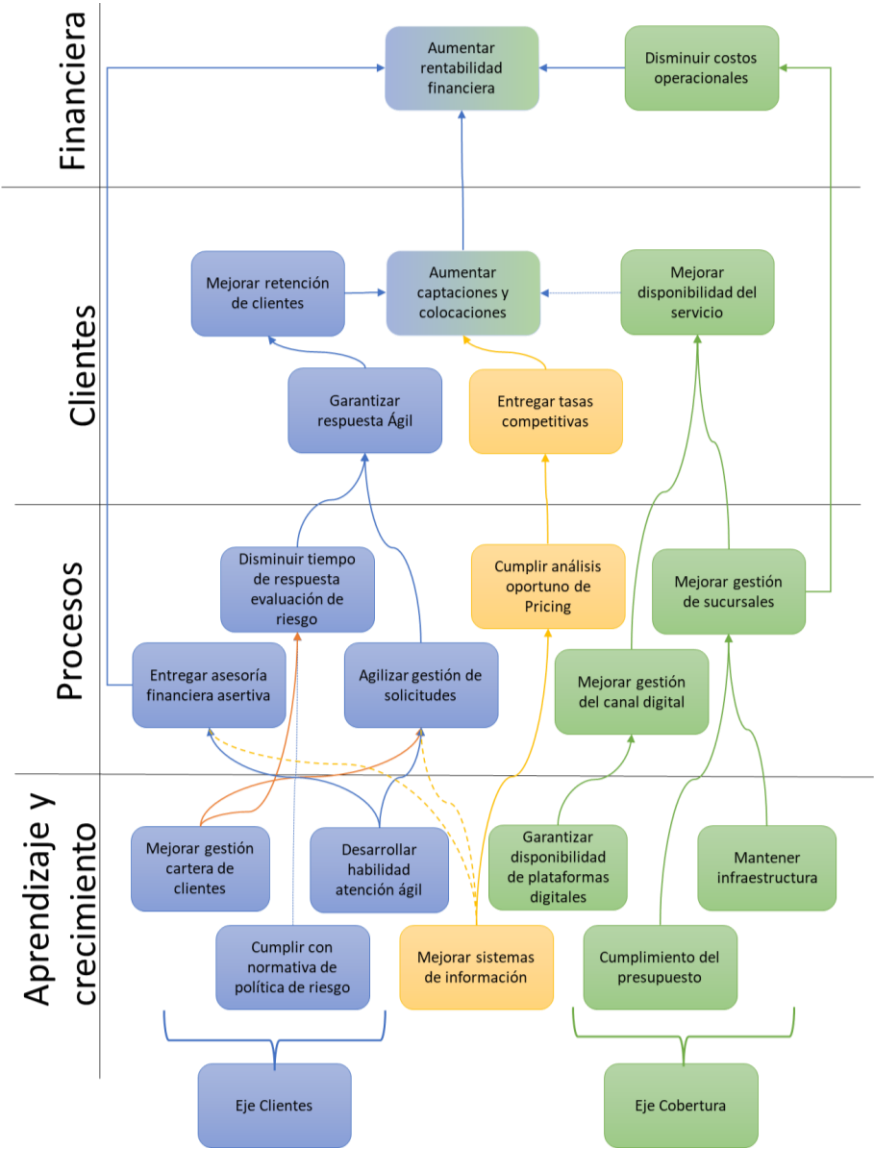 Financiera
Aumentar
rentabilidad
financiera
Disminuir costos
operacionales
Clientes
Mejorar retención
de clientes
Aumentar
captaciones y
colocaciones
Mejorar
disponibilidad del
servicio
Garantizar
respuesta Ágil
Entregar tasas
competitivas
Procesos
Disminuir tiempo
de respuesta
evaluación de
riesgo
Cumplir análisis
oportuno de
Pricing
Mejorar gestión
de sucursales
Entregar asesoría
financiera asertiva
Agilizar gestión de
solicitudes
Mejorar gestión
del canal digital
Aprendizaje y
crecimiento
Mejorar gestión
cartera de
clientes
Desarrollar
habilidad
atención ágil
Garantizar
disponibilidad
de plataformas
digitales
Mantener
infraestructura
Cumplir con
normativa de
política de riesgo
Mejorar sistemas
de información
Cumplimiento del
presupuesto
Eje Clientes
Eje Cobertura